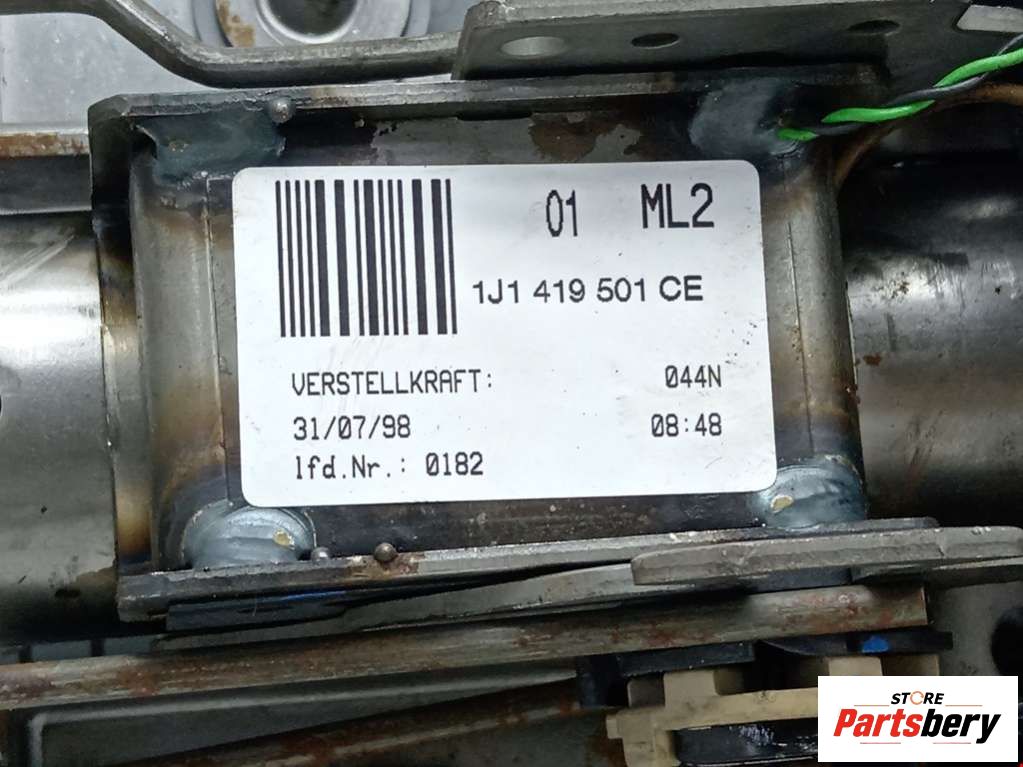 01 ML2
1J1 419 501 CE
VERSTELLKRAFT: 044N
31/07/98 08:48
lfd.Nr.: 0182
STORE
Partsbery